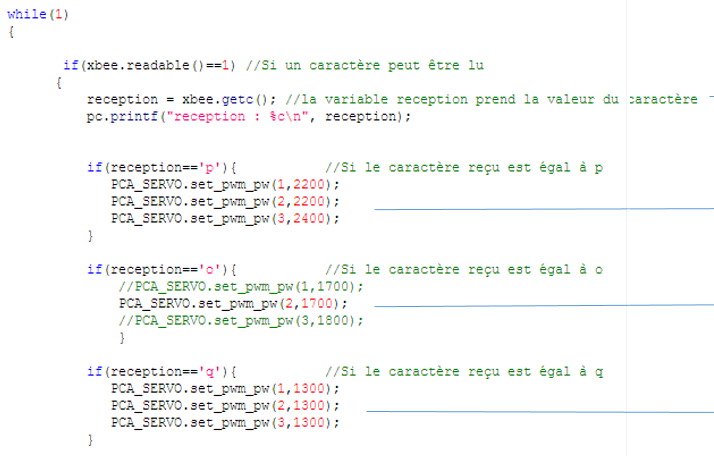 while(1)
{
if(xbee.readable()==1) //Si un caractère peut être lu
{
reception = xbee.getc(); //la variable reception prend la valeur du caractère
pc.printf("reception : %c\n", reception);
if(reception=='p'){ //Si le caractère reçu est égal à p
PCA_SERVO.set_pwm_pw(1,2200);
PCA_SERVO.set_pwm_pw(2,2200);
PCA_SERVO.set_pwm_pw(3,2400);
}
if(reception=='o'){ //Si le caractère reçu est égal à o
//PCA_SERVO.set_pwm_pw(1,1700);
PCA_SERVO.set_pwm_pw(2,1700);
//PCA_SERVO.set_pwm_pw(3,1800);
}
if(reception=='q'){ //Si le caractère reçu est égal à q
PCA_SERVO.set_pwm_pw(1,1300);
PCA_SERVO.set_pwm_pw(2,1300);
PCA_SERVO.set_pwm_pw(3,1300);
}